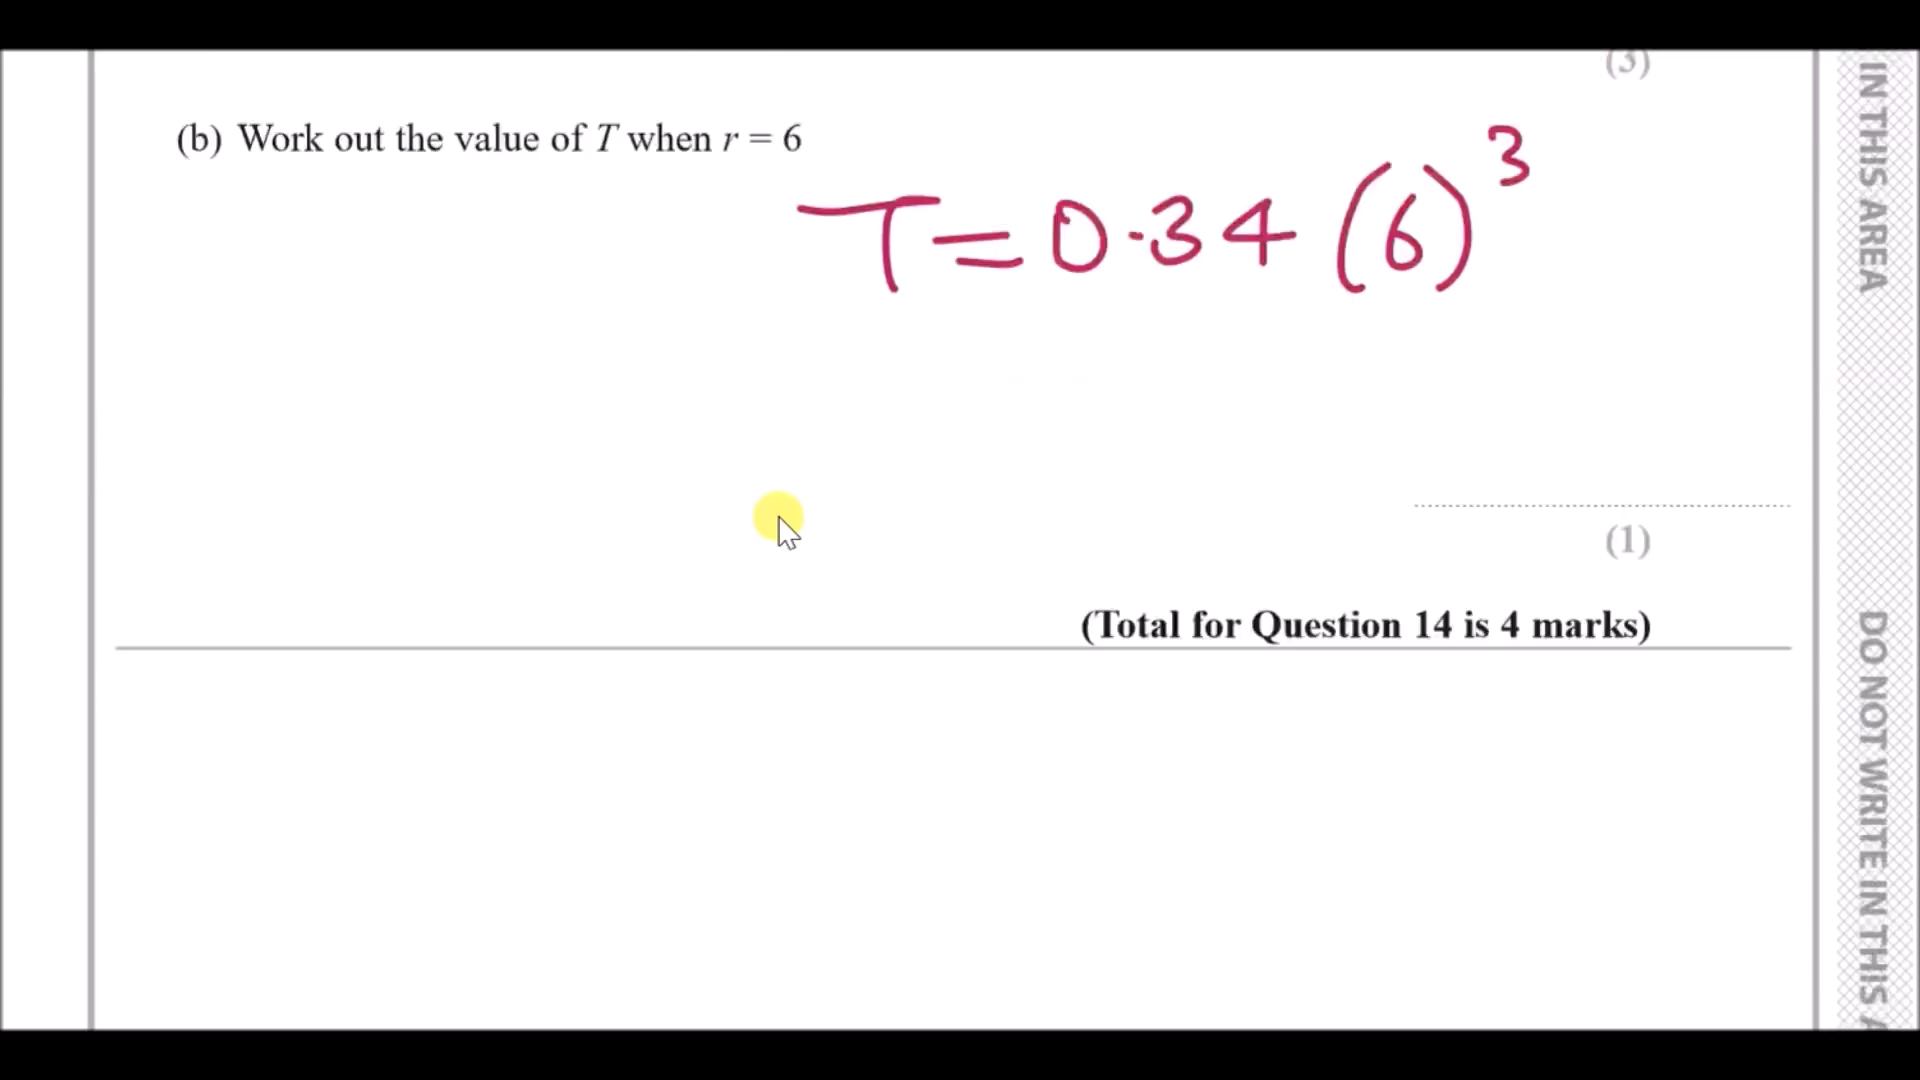 (3)
(b) Work out the value of T when r = 6
T = 0.34 (6)³
(1)
(Total for Question 14 is 4 marks)
IN THIS AREA
DO NOT WRITE IN THIS A